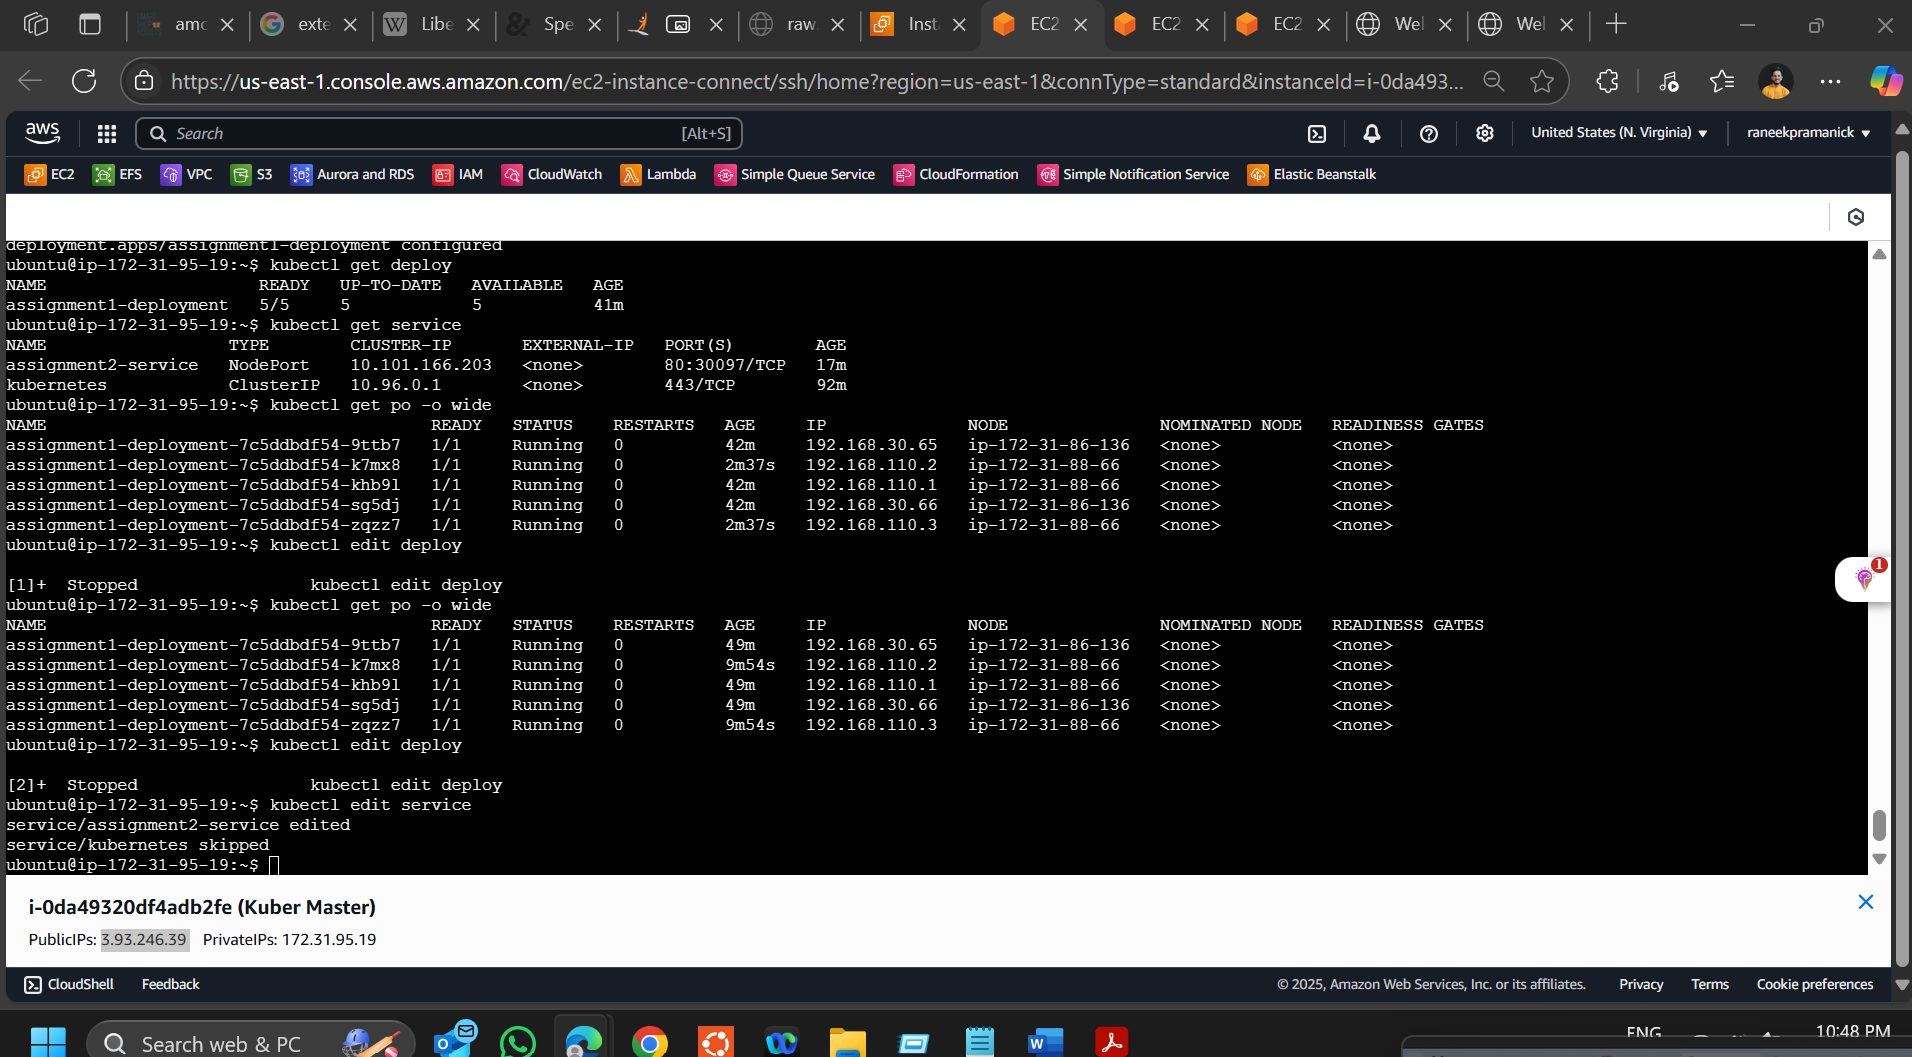 amc
exte
Libe
Spe
raw.
Inst
EC2
EC2
EC2
Wel
Wel
https://us-east-1.console.aws.amazon.com/ec2-instance-connect/ssh/home?region=us-east-1&connType=standard&instanceId=i-0da493...
aws
Search [Alt+S]
United States (N. Virginia)
raneekpramanick
EC2 EFS VPC S3 Aurora and RDS IAM CloudWatch Lambda Simple Queue Service CloudFormation Simple Notification Service Elastic Beanstalk
deployment.apps/assignment1-deployment configured
ubuntu@ip-172-31-95-19:~$ kubectl get deploy
NAME READY UP-TO-DATE AVAILABLE AGE
assignment1-deployment 5/5 5 5 41m
ubuntu@ip-172-31-95-19:~$ kubectl get service
NAME TYPE CLUSTER-IP EXTERNAL-IP PORT(S) AGE
assignment2-service NodePort 10.101.166.203 <none> 80:30097/TCP 17m
kubernetes ClusterIP 10.96.0.1 <none> 443/TCP 92m
ubuntu@ip-172-31-95-19:~$ kubectl get po -o wide
NAME READY STATUS RESTARTS AGE IP NODE NOMINATED NODE READINESS GATES
assignment1-deployment-7c5ddbdf54-9ttb7 1/1 Running 0 42m 192.168.30.65 ip-172-31-86-136 <none> <none>
assignment1-deployment-7c5ddbdf54-k7mx8 1/1 Running 0 2m37s 192.168.110.2 ip-172-31-88-66 <none> <none>
assignment1-deployment-7c5ddbdf54-khb9l 1/1 Running 0 42m 192.168.110.1 ip-172-31-88-66 <none> <none>
assignment1-deployment-7c5ddbdf54-sg5dj 1/1 Running 0 42m 192.168.30.66 ip-172-31-86-136 <none> <none>
assignment1-deployment-7c5ddbdf54-zqzz7 1/1 Running 0 2m37s 192.168.110.3 ip-172-31-88-66 <none> <none>
ubuntu@ip-172-31-95-19:~$ kubectl edit deploy
[1]+ Stopped kubectl edit deploy
ubuntu@ip-172-31-95-19:~$ kubectl get po -o wide
NAME READY STATUS RESTARTS AGE IP NODE NOMINATED NODE READINESS GATES
assignment1-deployment-7c5ddbdf54-9ttb7 1/1 Running 0 49m 192.168.30.65 ip-172-31-86-136 <none> <none>
assignment1-deployment-7c5ddbdf54-k7mx8 1/1 Running 0 9m54s 192.168.110.2 ip-172-31-88-66 <none> <none>
assignment1-deployment-7c5ddbdf54-khb9l 1/1 Running 0 49m 192.168.110.1 ip-172-31-88-66 <none> <none>
assignment1-deployment-7c5ddbdf54-sg5dj 1/1 Running 0 49m 192.168.30.66 ip-172-31-86-136 <none> <none>
assignment1-deployment-7c5ddbdf54-zqzz7 1/1 Running 0 9m54s 192.168.110.3 ip-172-31-88-66 <none> <none>
ubuntu@ip-172-31-95-19:~$ kubectl edit deploy
[2]+ Stopped kubectl edit deploy
ubuntu@ip-172-31-95-19:~$ kubectl edit service
service/assignment2-service edited
service/kubernetes skipped
ubuntu@ip-172-31-95-19:~$
1
i-0da49320df4adb2fe (Kuber Master)
PublicIPs: 3.93.246.39 PrivateIPs: 172.31.95.19
CloudShell Feedback © 2025, Amazon Web Services, Inc. or its affiliates. Privacy Terms Cookie preferences
Search web & PC
ENG
10:48 PM